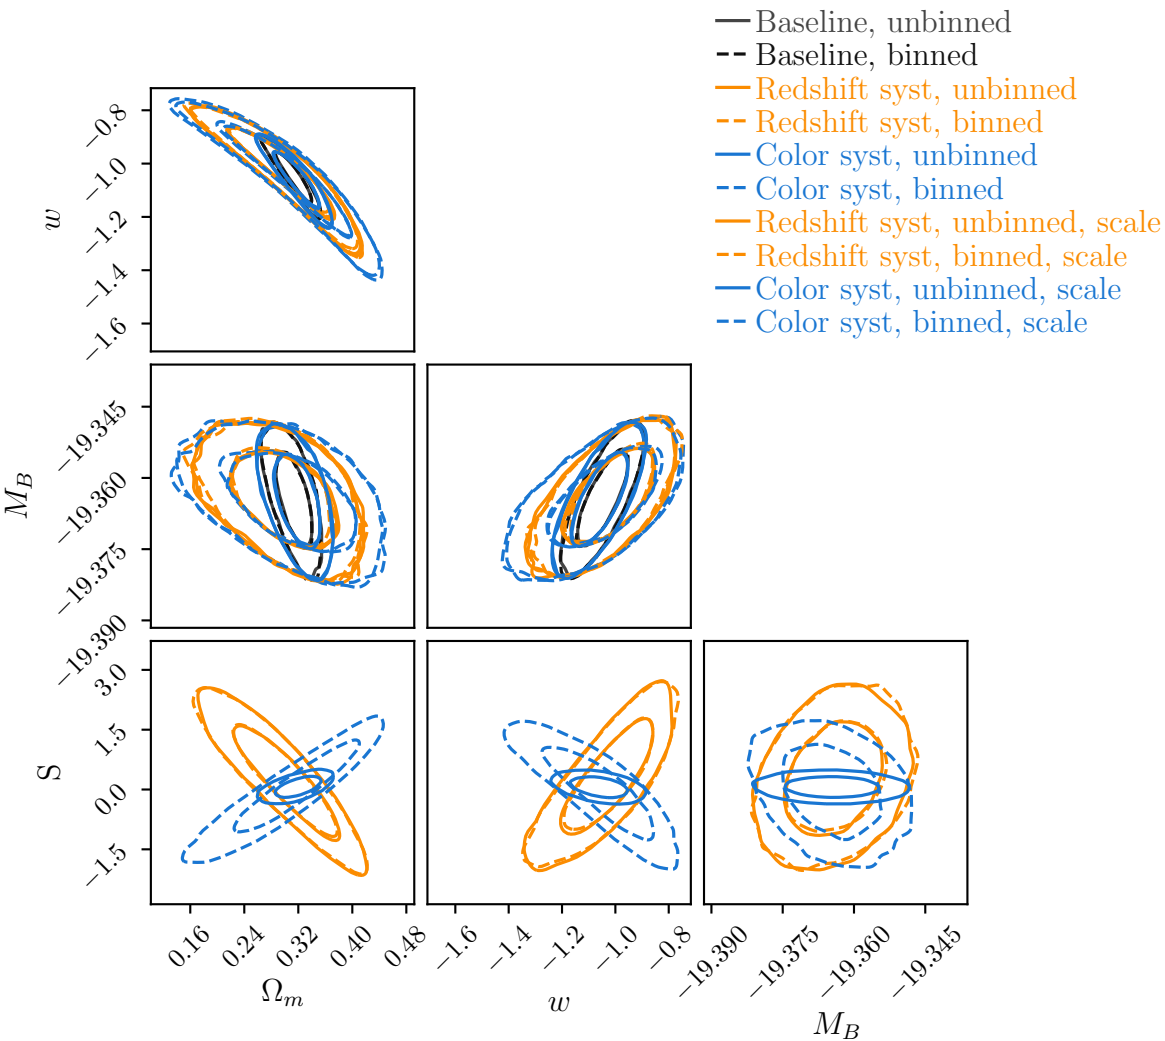 Baseline, unbinned
Baseline, binned
Redshift syst, unbinned
Redshift syst, binned
Color syst, unbinned
Color syst, binned
Redshift syst, unbinned, scale
Redshift syst, binned, scale
Color syst, unbinned, scale
Color syst, binned, scale
−0.8
−1.0
−1.2
−1.4
−1.6
w
−19.345
−19.360
−19.375
−19.390
M_B
3.0
1.5
0.0
−1.5
S
0.16 0.24 0.32 0.40 0.48
−1.6 −1.4 −1.2 −1.0 −0.8
−19.390 −19.375 −19.360 −19.345
Ω_m
w
M_B